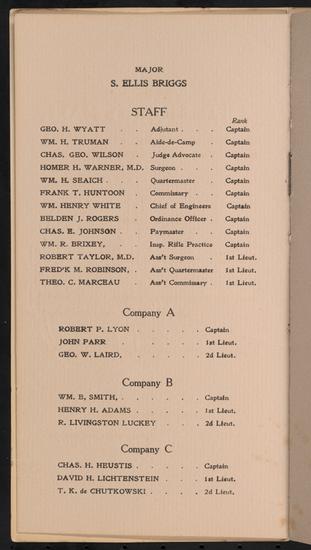 MAJOR
S. ELLIS BRIGGS
STAFF
Rank
GEO. H. WYATT . . Adjutant . . . Captain
WM. H. TRUMAN . . Aide-de-Camp . Captain
CHAS. GEO. WILSON . Judge Advocate . Captain
HOMER H. WARNER, M.D. Surgeon . . . Captain
WM. H. SEAICH . . . Quartermaster . Captain
FRANK T. HUNTOON . Commissary . . Captain
WM. HENRY WHITE . Chief of Engineers Captain
BELDEN J. ROGERS . Ordinance Officer . Captain
CHAS. E. JOHNSON . . Paymaster . . Captain
WM. R. BRIXEY, . . Insp. Rifle Practice Captain
ROBERT TAYLOR, M.D. Ass't Surgeon . 1st Lieut.
FRED'K M. ROBINSON, . Ass't Quartermaster 1st Lieut.
THEO. C. MARCEAU . Ass't Commissary . 1st Lieut.
Company A
ROBERT P. LYON . . . . . Captain
JOHN PARR . . . . . 1st Lieut.
GEO. W. LAIRD, . . . . . 2d Lieut.
Company B
WM. B. SMITH, . . . . . Captain
HENRY H. ADAMS . . . . 1st Lieut.
R. LIVINGSTON LUCKEY . . . 2d Lieut.
Company C
CHAS. H. HEUSTIS . . . . Captain
DAVID H. LICHTENSTEIN . . . 1st Lieut.
T. K. de CHUTKOWSKI . . . . 2d Lieut.